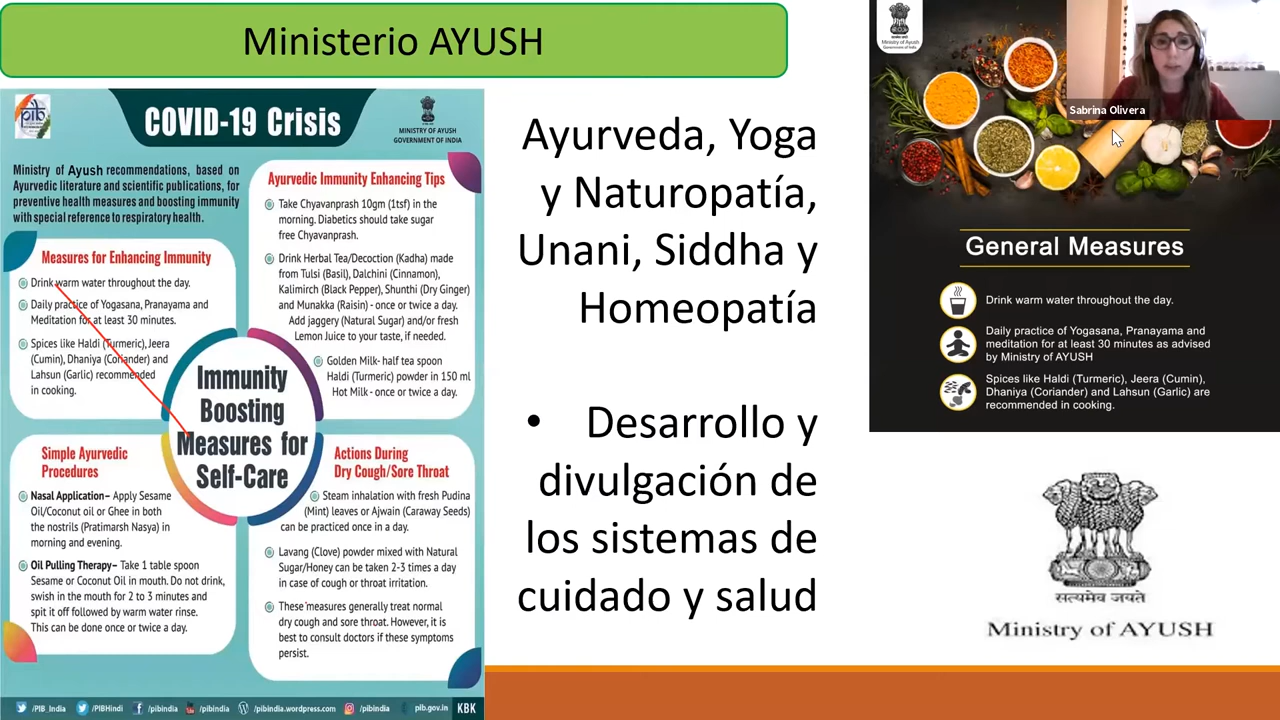 Ministerio AYUSH
pib
COVID-19 Crisis
MINISTRY OF AYUSH
GOVERNMENT OF INDIA
Ministry of Ayush recommendations, based on
Ayurvedic literature and scientific publications, for
preventive health measures and boosting immunity
with special reference to respiratory health.
Measures for Enhancing Immunity
Drink warm water throughout the day.
Daily practice of Yogasana, Pranayama and
Meditation for at least 30 minutes.
Spices like Haldi (Turmeric), Jeera
(Cumin), Dhaniya (Coriander) and
Lahsun (Garlic) recommended
in cooking.
Ayurvedic Immunity Enhancing Tips
Take Chyavanprash 10gm (1tsf) in the
morning. Diabetics should take sugar
free Chyavanprash.
Drink Herbal Tea/Decoction (Kadha) made
from Tulsi (Basil), Dalchini (Cinnamon),
Kalimirch (Black Pepper), Shunthi (Dry Ginger)
and Munakka (Raisin) - once or twice a day.
Add jaggery (Natural Sugar) and/or fresh
Lemon Juice to your taste, if needed.
Golden Milk- half tea spoon
Haldi (Turmeric) powder in 150 ml
Hot Milk - once or twice a day.
Immunity
Boosting
Measures for
Self-Care
Simple Ayurvedic
Procedures
Nasal Application– Apply Sesame
Oil/Coconut oil or Ghee in both
the nostrils (Pratimarsh Nasya) in
morning and evening.
Oil Pulling Therapy– Take 1 table spoon
Sesame or Coconut Oil in mouth. Do not drink,
swish in the mouth for 2 to 3 minutes and
spit it off followed by warm water rinse.
This can be done once or twice a day.
Actions During
Dry Cough/Sore Throat
Steam inhalation with fresh Pudina
(Mint) leaves or Ajwain (Caraway Seeds)
can be practiced once in a day.
Lavang (Clove) powder mixed with Natural
Sugar/Honey can be taken 2-3 times a day
in case of cough or throat irritation.
These 'measures generally treat normal
dry cough and sore throat. However, it is
best to consult doctors if these symptoms
persist.
/PIB_India /PIBHindi /pibindia /pibindia /pibindia.wordpress.com /pibindia pib.gov.in KBK
Ayurveda, Yoga
y Naturopatía,
Unani, Siddha y
Homeopatía
• Desarrollo y
divulgación de
los sistemas de
cuidado y salud
Ministry of Ayush
Government of India
Sabrina Olivera
General Measures
Drink warm water throughout the day.
Daily practice of Yogasana, Pranayama and
meditation for at least 30 minutes as advised
by Ministry of AYUSH
Spices like Haldi (Turmeric), Jeera (Cumin),
Dhaniya (Coriander) and Lahsun (Garlic) are
recommended in cooking.
सत्यमेव जयते
Ministry of AYUSH